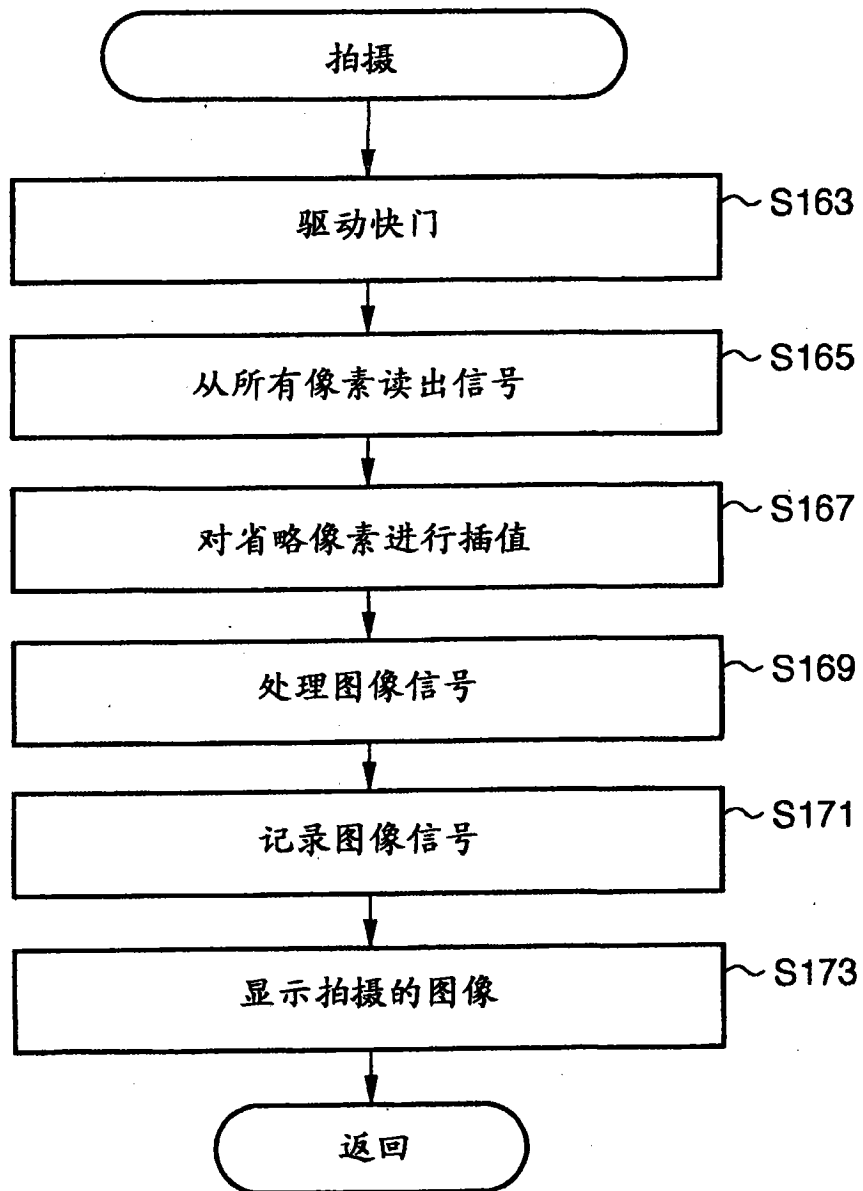 拍摄
驱动快门
S163
从所有像素读出信号
S165
对省略像素进行插值
S167
处理图像信号
S169
记录图像信号
S171
显示拍摄的图像
S173
返回